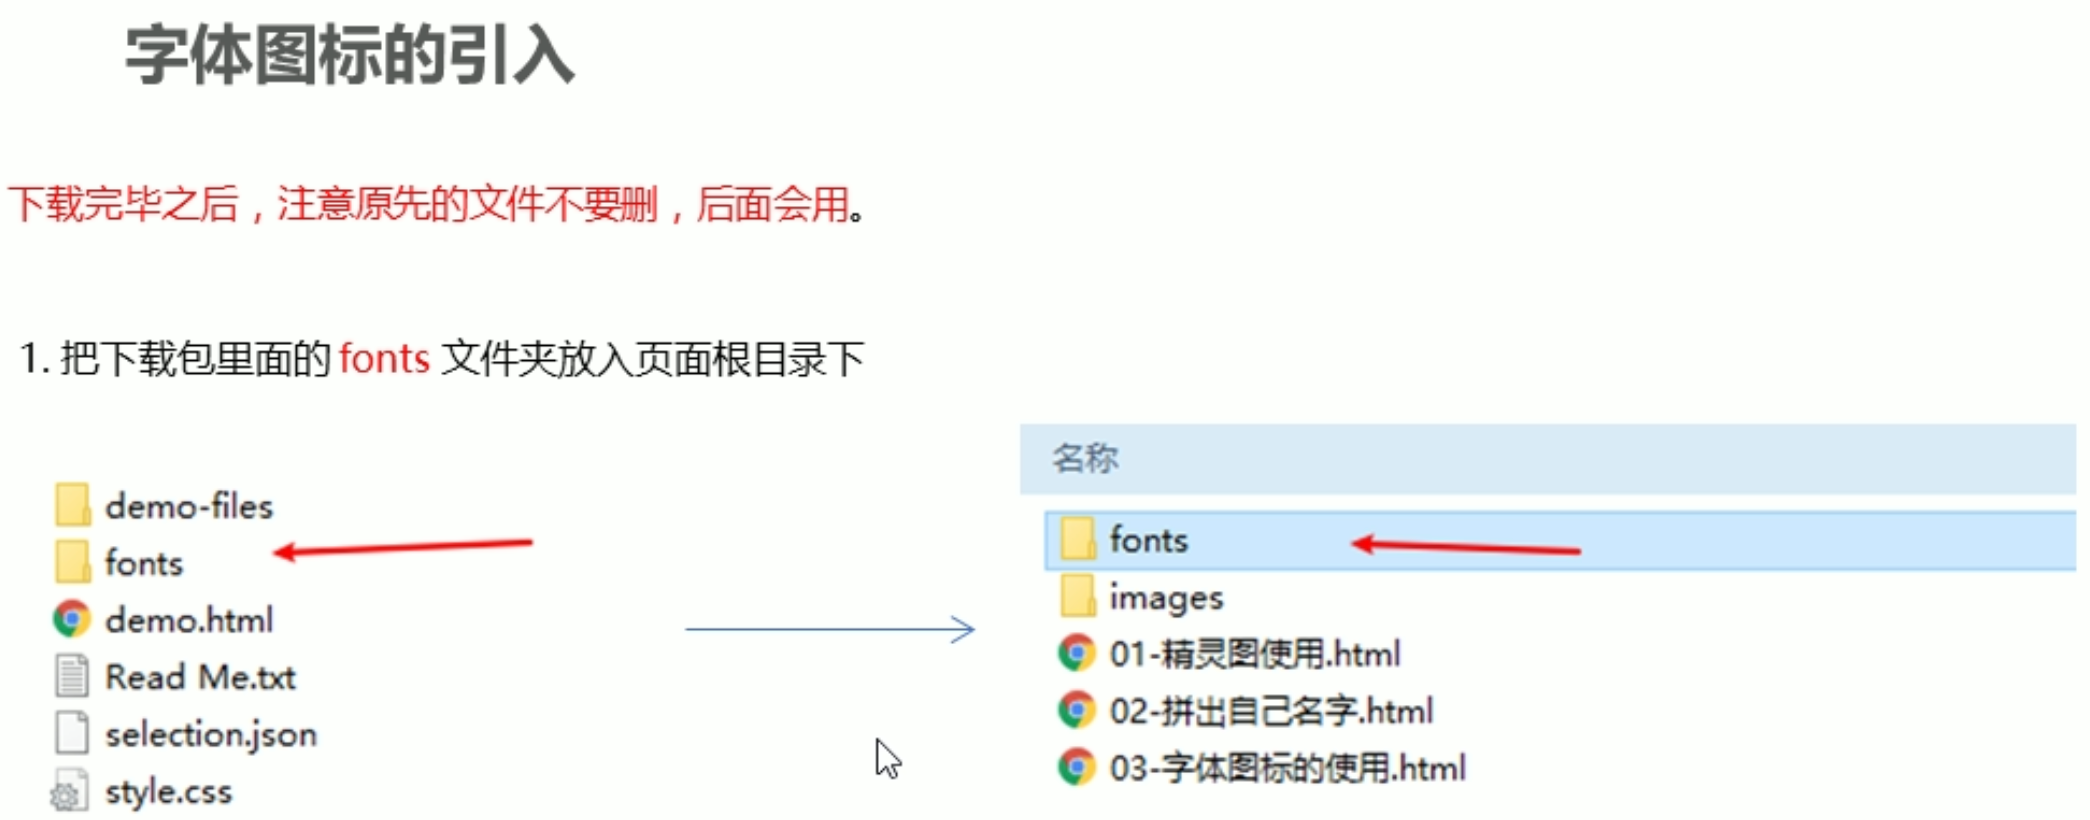 字体图标的引入
下载完毕之后，注意原先的文件不要删，后面会用。
1. 把下载包里面的 fonts 文件夹放入页面根目录下
demo-files
fonts
demo.html
Read Me.txt
selection.json
style.css
名称
fonts
images
01-精灵图使用.html
02-拼出自己名字.html
03-字体图标的使用.html